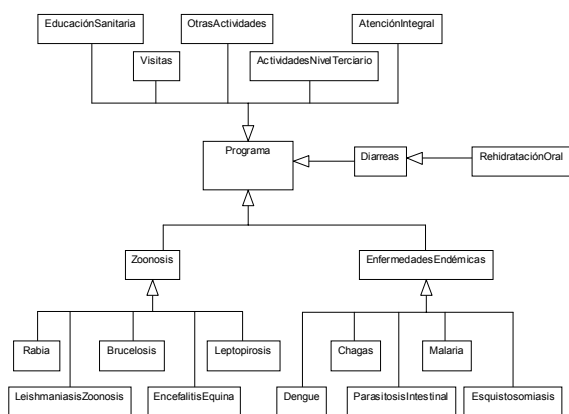 EducaciónSanitaria
OtrasActividades
AtenciónIntegral
Visitas
ActividadesNivelTerciario
Programa
Diarreas
RehidrataciónOral
Zoonosis
EnfermedadesEndémicas
Rabia
Brucelosis
Leptopirosis
Chagas
Malaria
LeishmaniasisZoonosis
EncefalitisEquina
Dengue
ParasitosisIntestinal
Esquistosomiasis